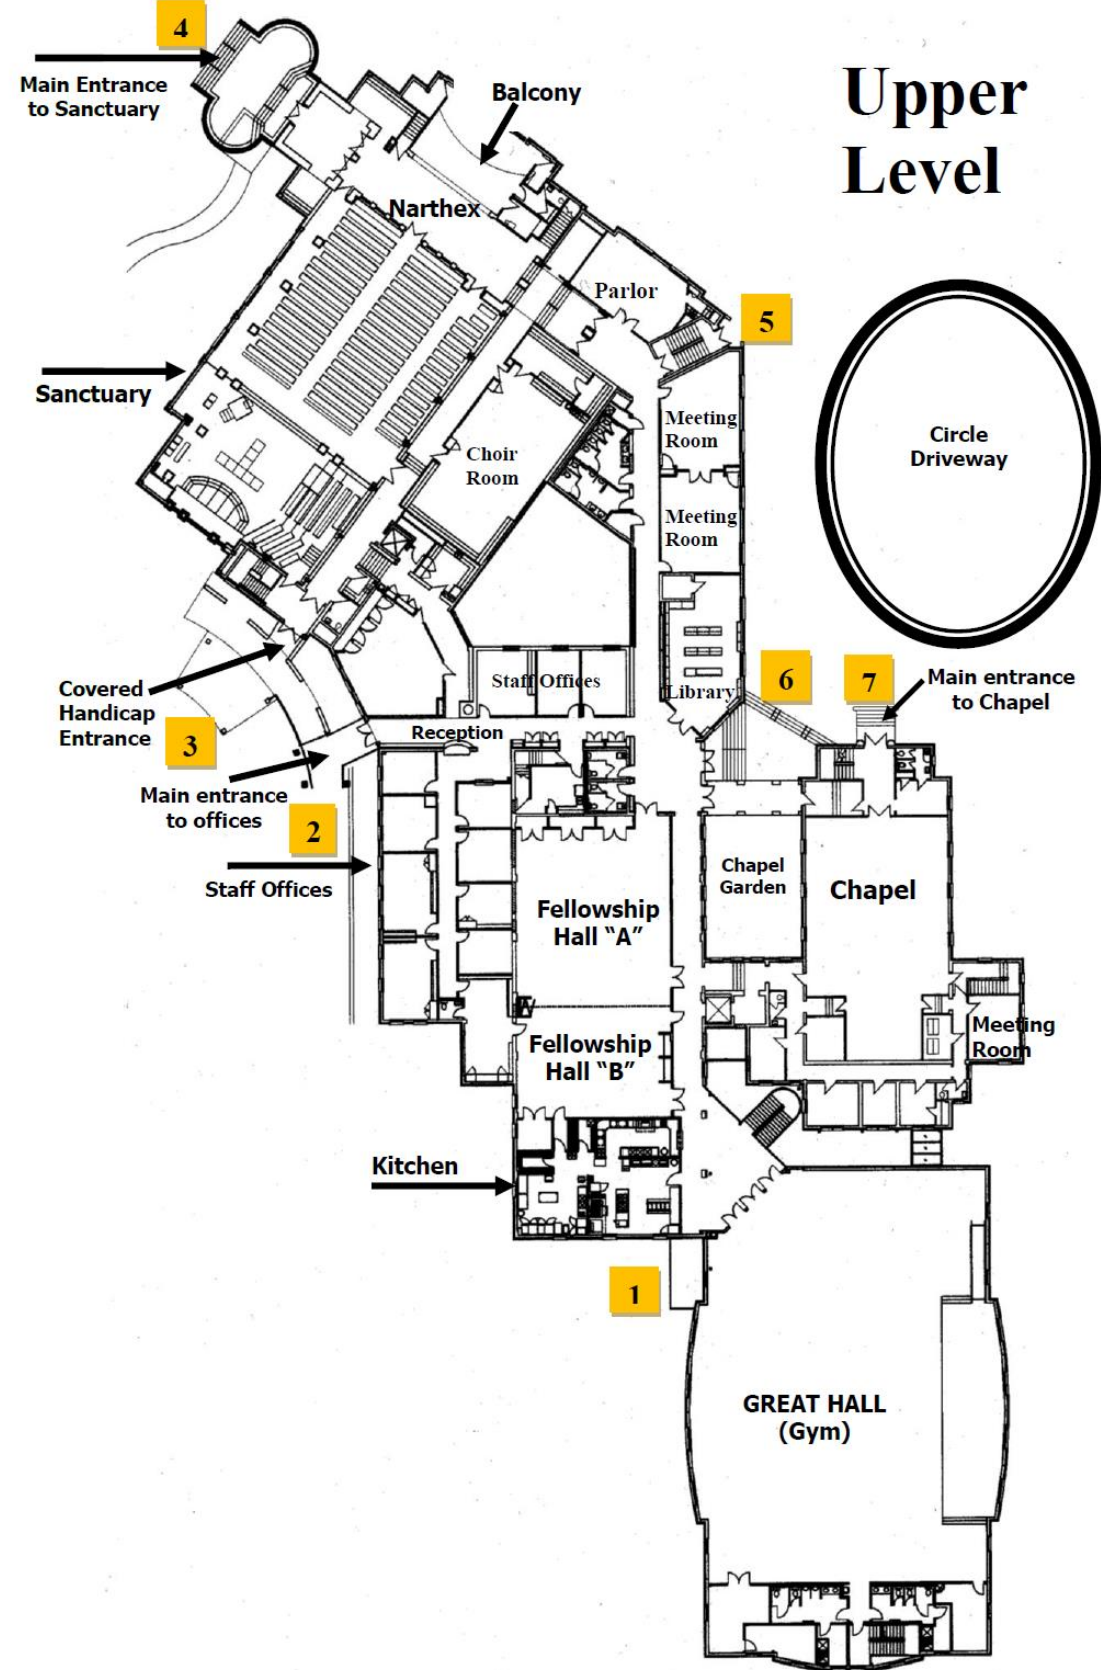 4
Main Entrance
to Sanctuary
Balcony
Upper
Level
Narthex
Parlor
5
Sanctuary
Meeting
Room
Choir
Room
Circle
Driveway
Meeting
Room
Staff Offices
Library
6
7
Main entrance
to Chapel
Covered
Handicap
Entrance
3
Reception
Main entrance
to offices
2
Staff Offices
Chapel
Garden
Chapel
Fellowship
Hall “A”
Meeting
Room
Fellowship
Hall “B”
Kitchen
1
GREAT HALL
(Gym)